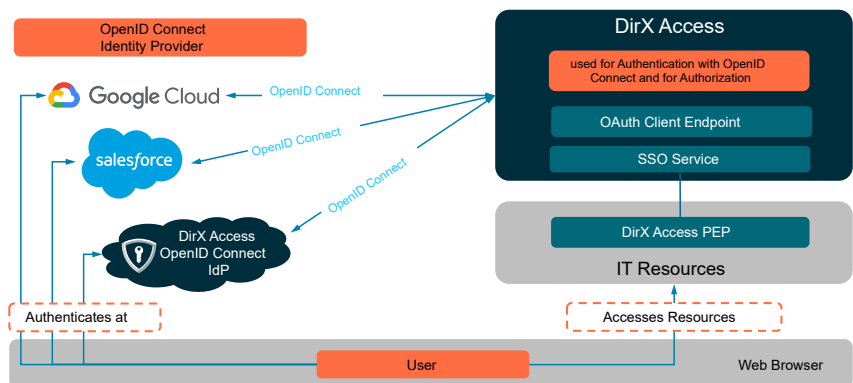 OpenID Connect
Identity Provider
DirX Access
used for Authentication with OpenID
Connect and for Authorization
Google Cloud
OpenID Connect
OAuth Client Endpoint
OpenID Connect
salesforce
SSO Service
OpenID Connect
DirX Access
OpenID Connect
IdP
DirX Access PEP
IT Resources
Authenticates at
Accesses Resources
User
Web Browser